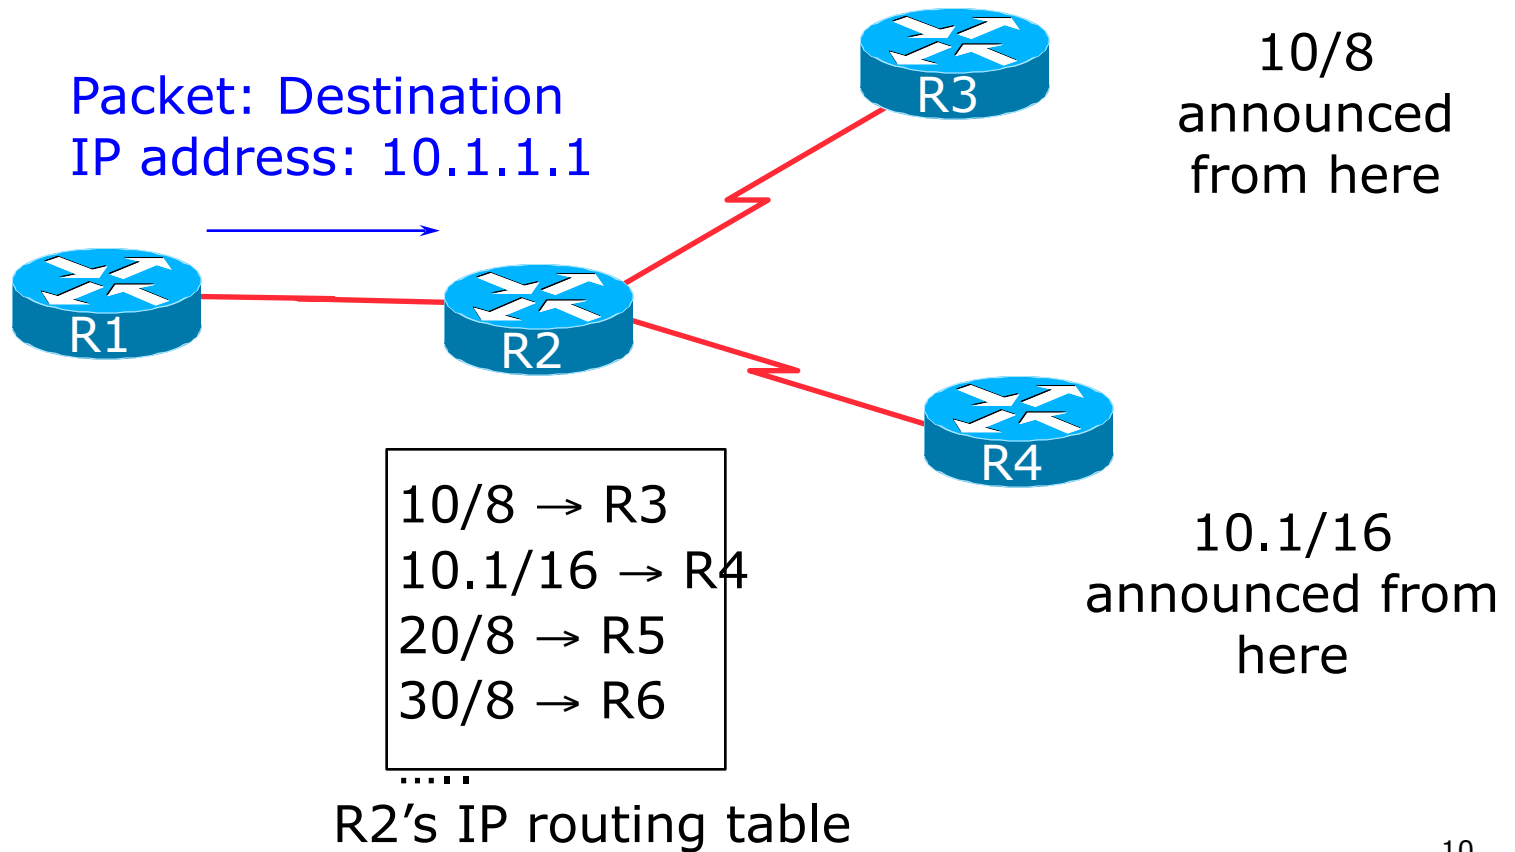 Packet: Destination
IP address: 10.1.1.1
R3
10/8
announced
from here
R1
R2
R4
10/8 → R3
10.1/16 → R4
20/8 → R5
30/8 → R6
…..
R2’s IP routing table
10.1/16
announced from
here
10